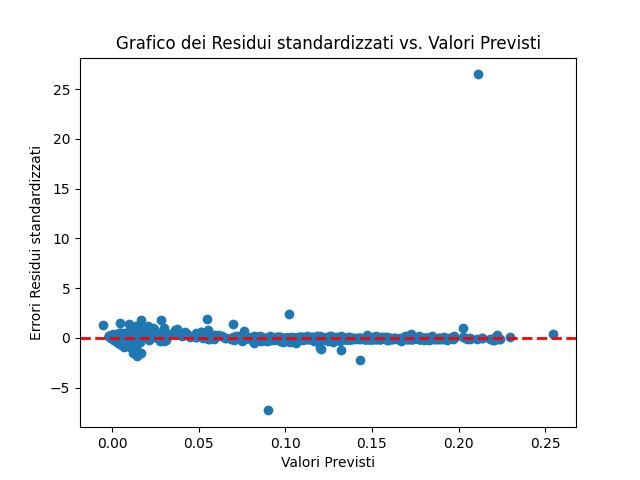 Grafico dei Residui standardizzati vs. Valori Previsti
Errori Residui standardizzati
25
20
15
10
5
0
−5
0.00 0.05 0.10 0.15 0.20 0.25
Valori Previsti